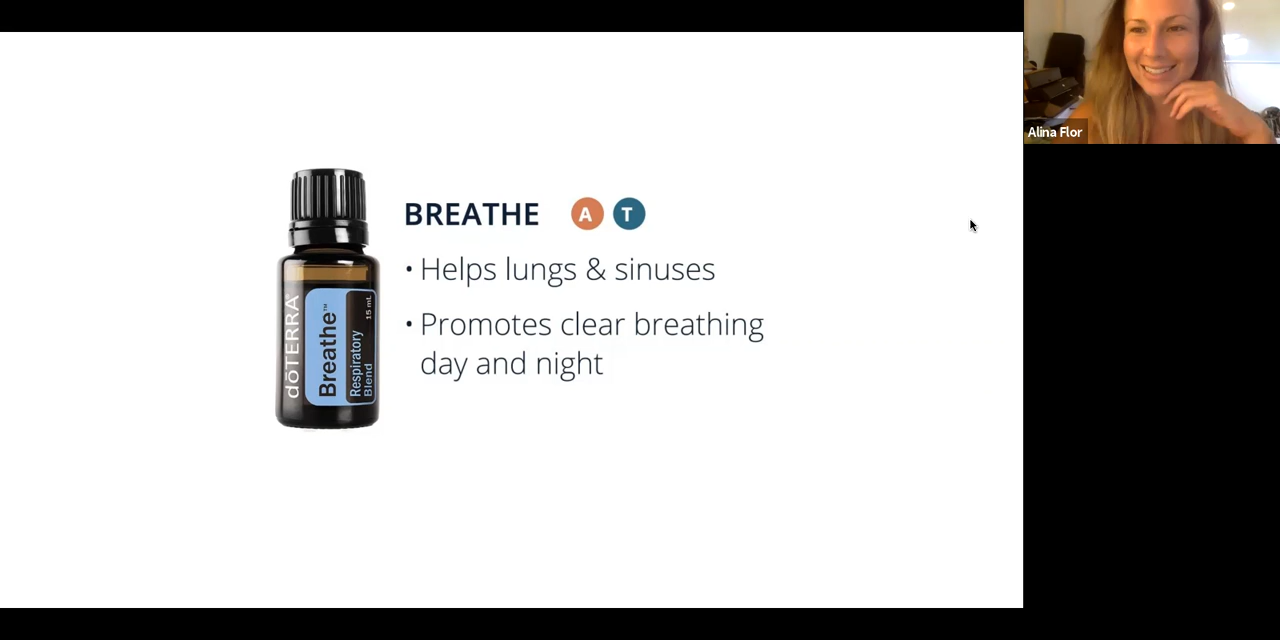 BREATHE A T
• Helps lungs & sinuses
• Promotes clear breathing
day and night
dōTERRA®
Breathe™
Respiratory
Blend
15 mL
Alina Flor